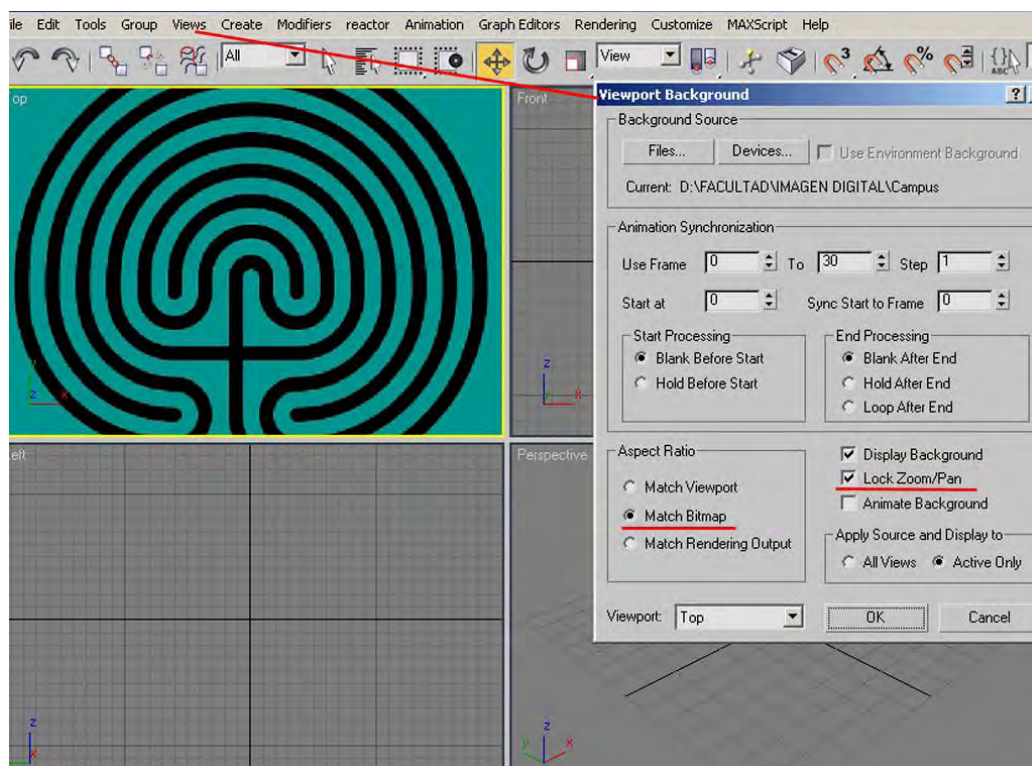 ile Edit Tools Group Views Create Modifiers reactor Animation Graph Editors Rendering Customize MAXScript Help
All View 3 % ABC
op Front
Viewport Background ?
Background Source
Files... Devices... Use Environment Background
Current: D:\FACULTAD\IMAGEN DIGITAL\Campus
Animation Synchronization
Use Frame 0 To 30 Step 1
Start at 0 Sync Start to Frame 0
Start Processing End Processing
Blank Before Start Blank After End
Hold Before Start Hold After End
Loop After End
y
z x
z
y x
eft Perspective
Aspect Ratio Display Background
Match Viewport Lock Zoom/Pan
Match Bitmap Animate Background
Match Rendering Output Apply Source and Display to
All Views Active Only
Viewport: Top OK Cancel
z
x
z
y x